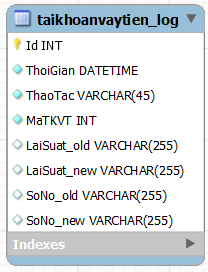 taikhoanvaytien_log
Id INT
ThoiGian DATETIME
ThaoTac VARCHAR(45)
MaTKVT INT
LaiSuat_old VARCHAR(255)
LaiSuat_new VARCHAR(255)
SoNo_old VARCHAR(255)
SoNo_new VARCHAR(255)
Indexes